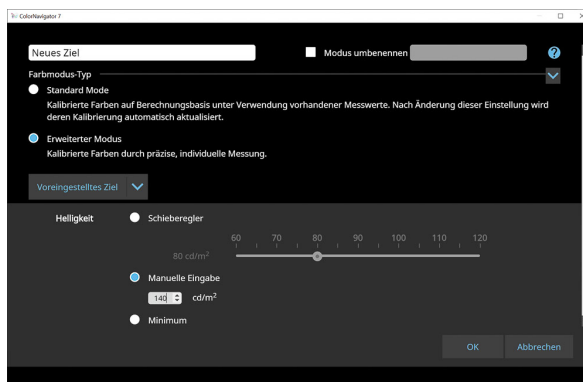 ColorNavigator 7
Neues Ziel
Modus umbenennen
?
Farbmodus-Typ
Standard Mode
Kalibrierte Farben auf Berechnungsbasis unter Verwendung vorhandener Messwerte. Nach Änderung dieser Einstellung wird
deren Kalibrierung automatisch aktualisiert.
Erweiterter Modus
Kalibrierte Farben durch präzise, individuelle Messung.
Voreingestelltes Ziel
Helligkeit
Schieberegler
60 70 80 90 100 110 120
80 cd/m²
Manuelle Eingabe
140 cd/m²
Minimum
OK Abbrechen